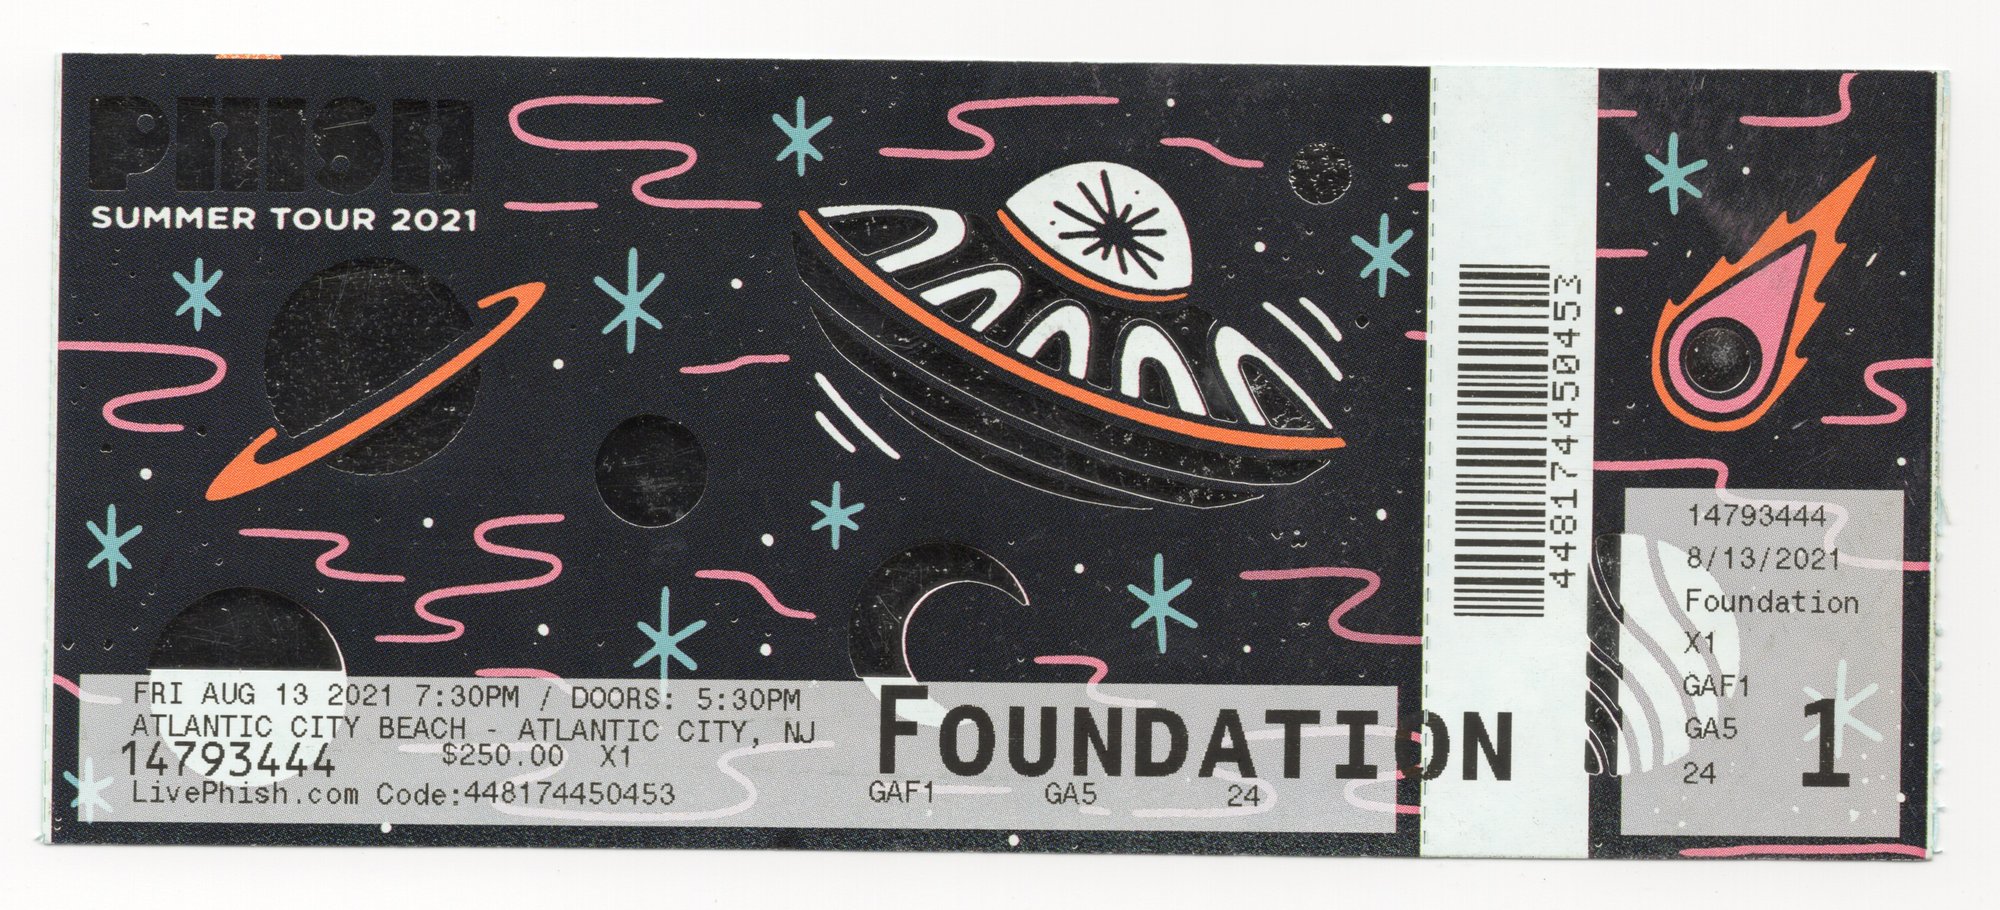 PHISH
SUMMER TOUR 2021
FRI AUG 13 2021 7:30PM / DOORS: 5:30PM
ATLANTIC CITY BEACH - ATLANTIC CITY, NJ
14793444 $250.00 X1
LivePhish.com Code:448174450453
FOUNDATION
GAF1 GA5 24
448174450453
14793444
8/13/2021
Foundation
X1
GAF1
GA5
24
1